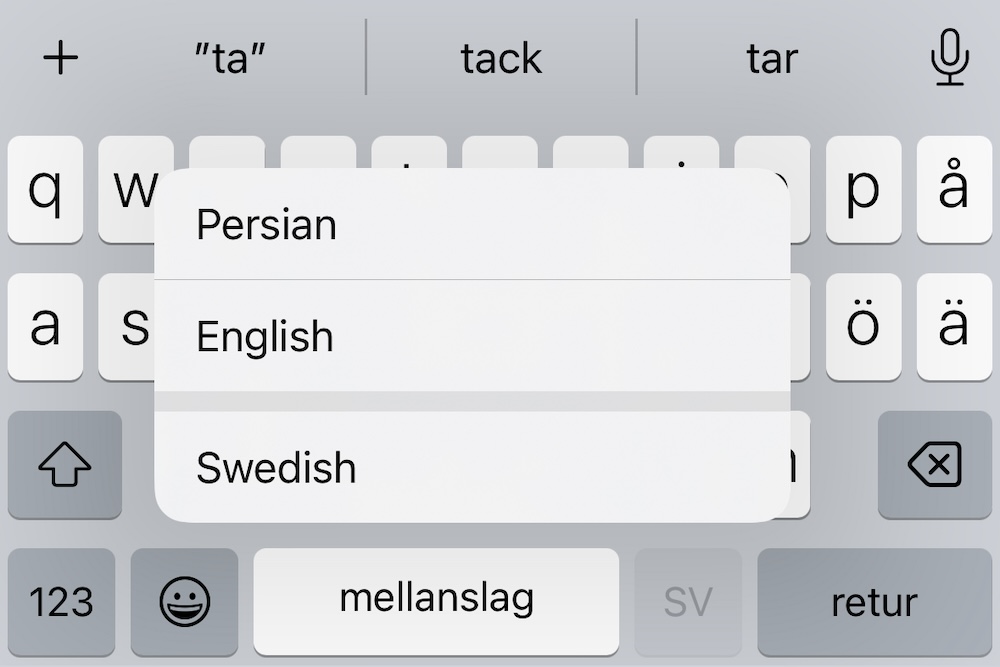 ”ta” tack tar
q w p å
Persian
a s ö ä
English
Swedish
123 mellanslag SV retur